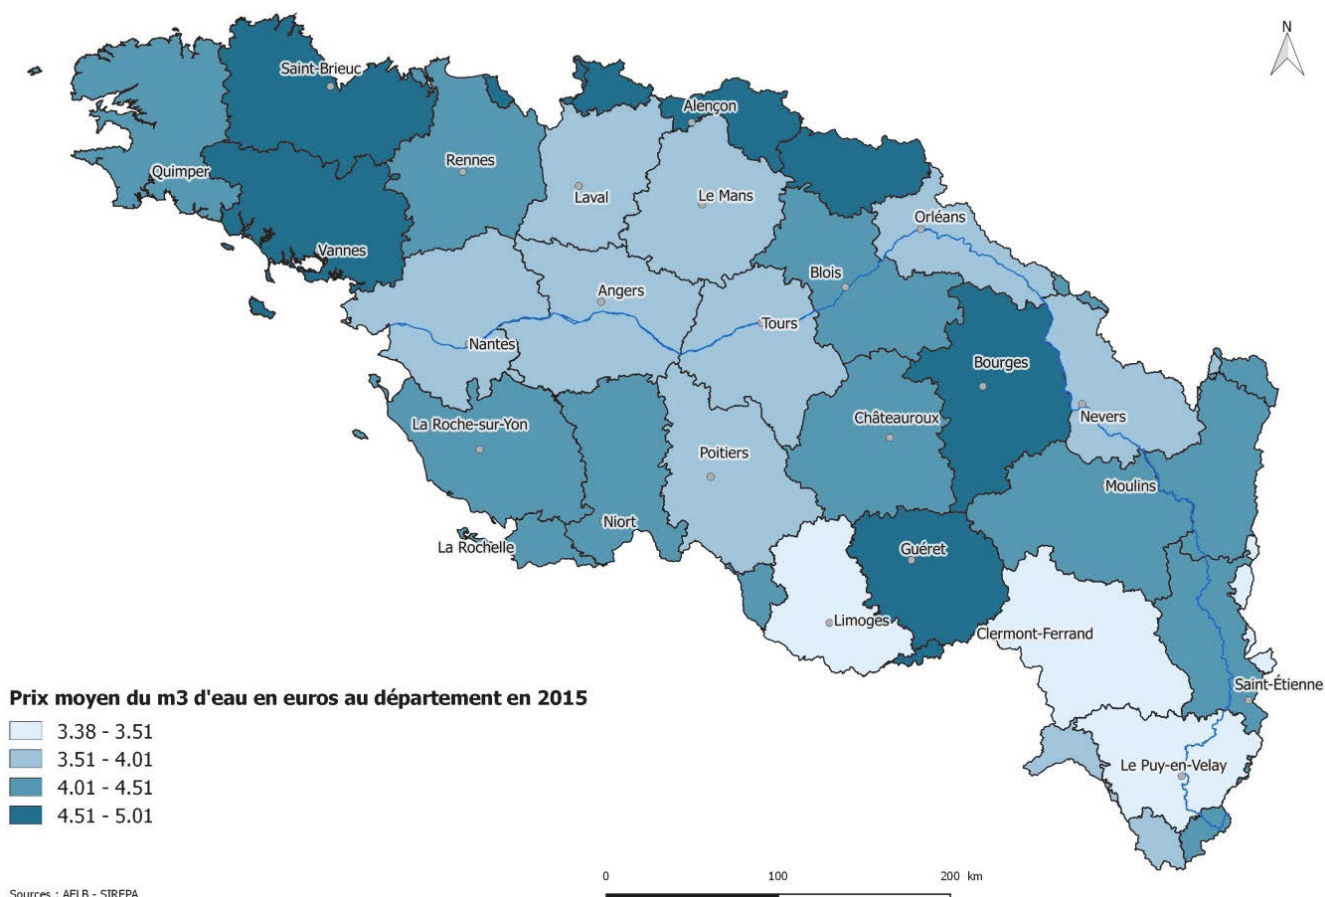 N
Saint-Brieuc
Alençon
Rennes
Quimper
Laval
Le Mans
Orléans
Vannes
Blois
Angers
Tours
Nantes
Bourges
Nevers
La Roche-sur-Yon
Châteauroux
Poitiers
Moulins
Niort
La Rochelle
Guéret
Limoges
Clermont-Ferrand
Saint-Étienne
Le Puy-en-Velay
Prix moyen du m3 d'eau en euros au département en 2015
3.38 - 3.51
3.51 - 4.01
4.01 - 4.51
4.51 - 5.01
0 100 200 km
Sources : AELB - SIREPA